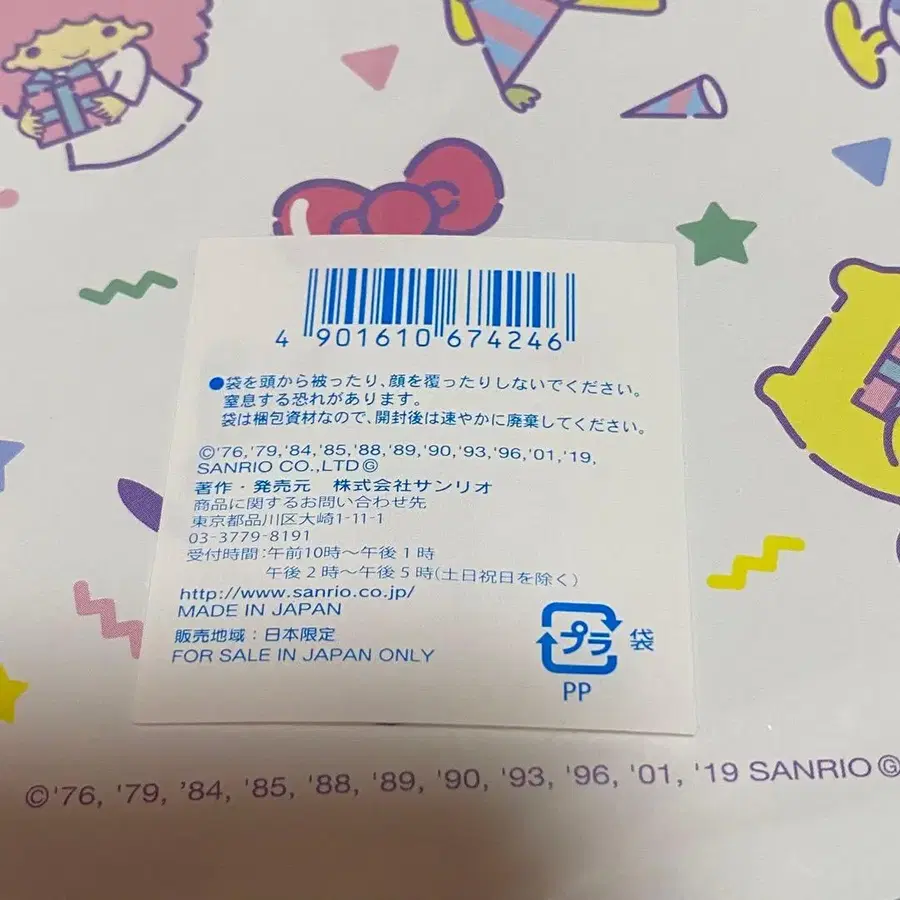 4 901610 674246
●袋を頭から被ったり、顔を覆ったりしないでください。
窒息する恐れがあります。
袋は梱包資材なので、開封後は速やかに廃棄してください。
©'76,'79,'84,'85,'88,'89,'90,'93,'96,'01,'19,
SANRIO CO.,LTDⒼ
著作・発売元 株式会社サンリオ
商品に関するお問い合わせ先
東京都品川区大崎1-11-1
03-3779-8191
受付時間:午前10時〜午後1時
午後2時〜午後5時(土日祝日を除く)
http://www.sanrio.co.jp/
MADE IN JAPAN
販売地域:日本限定
FOR SALE IN JAPAN ONLY
プラ 袋
PP
©'76, '79, '84, '85, '88, '89, '90, '93, '96, '01, '19 SANRIOⒼ